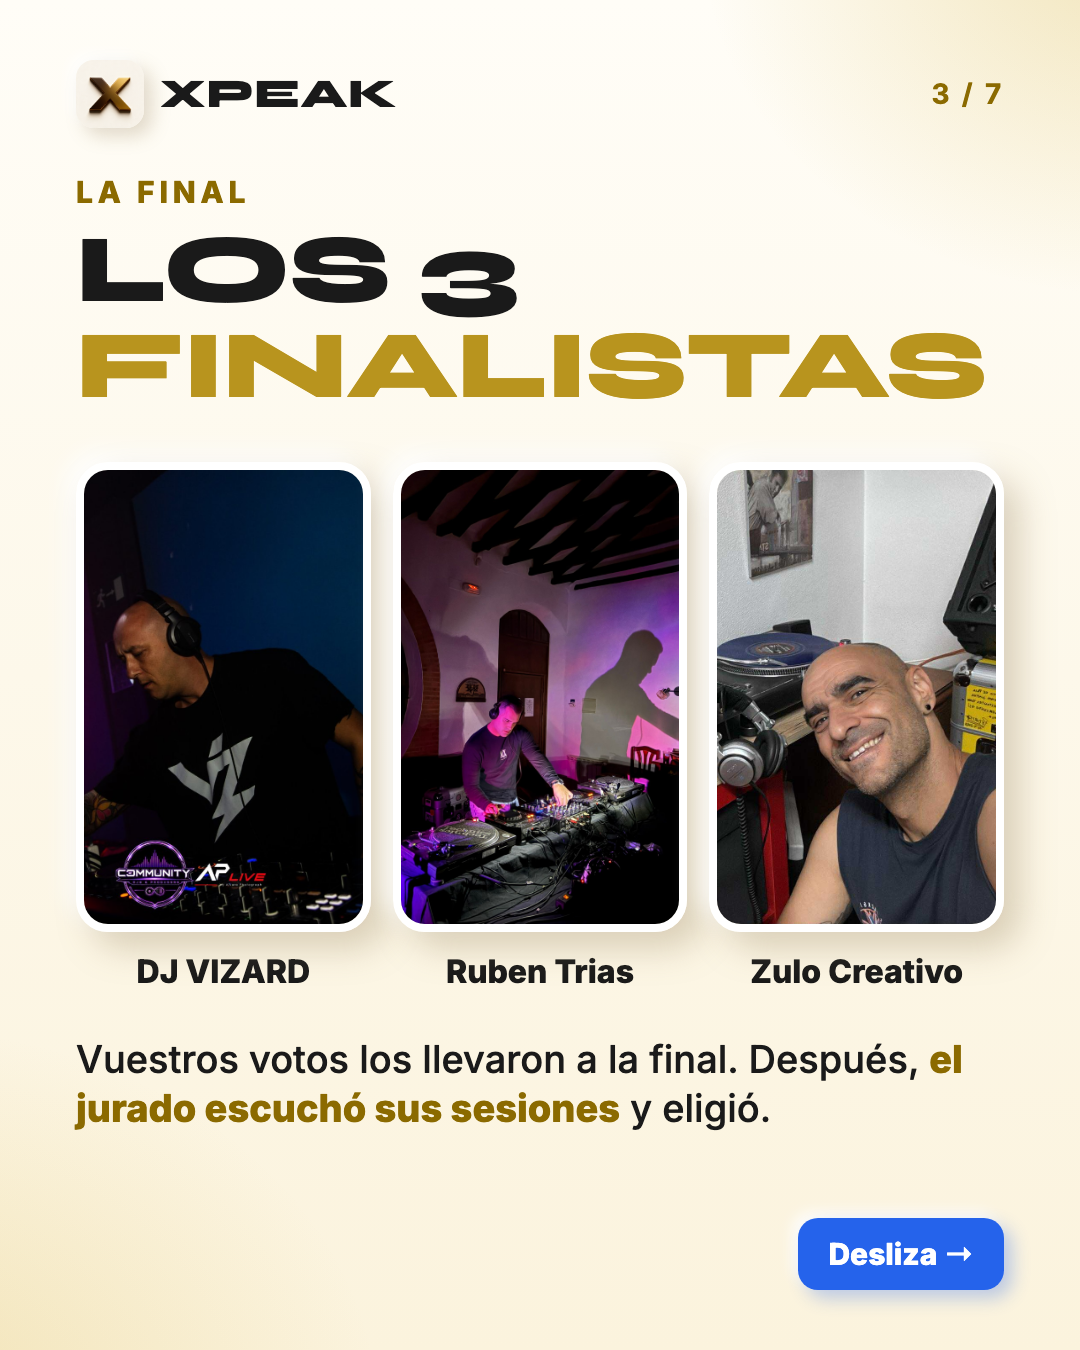 XPEAK
3 / 7
LA FINAL
LOS 3
FINALISTAS
COMMUNITY
AP LIVE
DJ VIZARD
Ruben Trias
Zulo Creativo
Vuestros votos los llevaron a la final. Después, el
jurado escuchó sus sesiones y eligió.
Desliza →